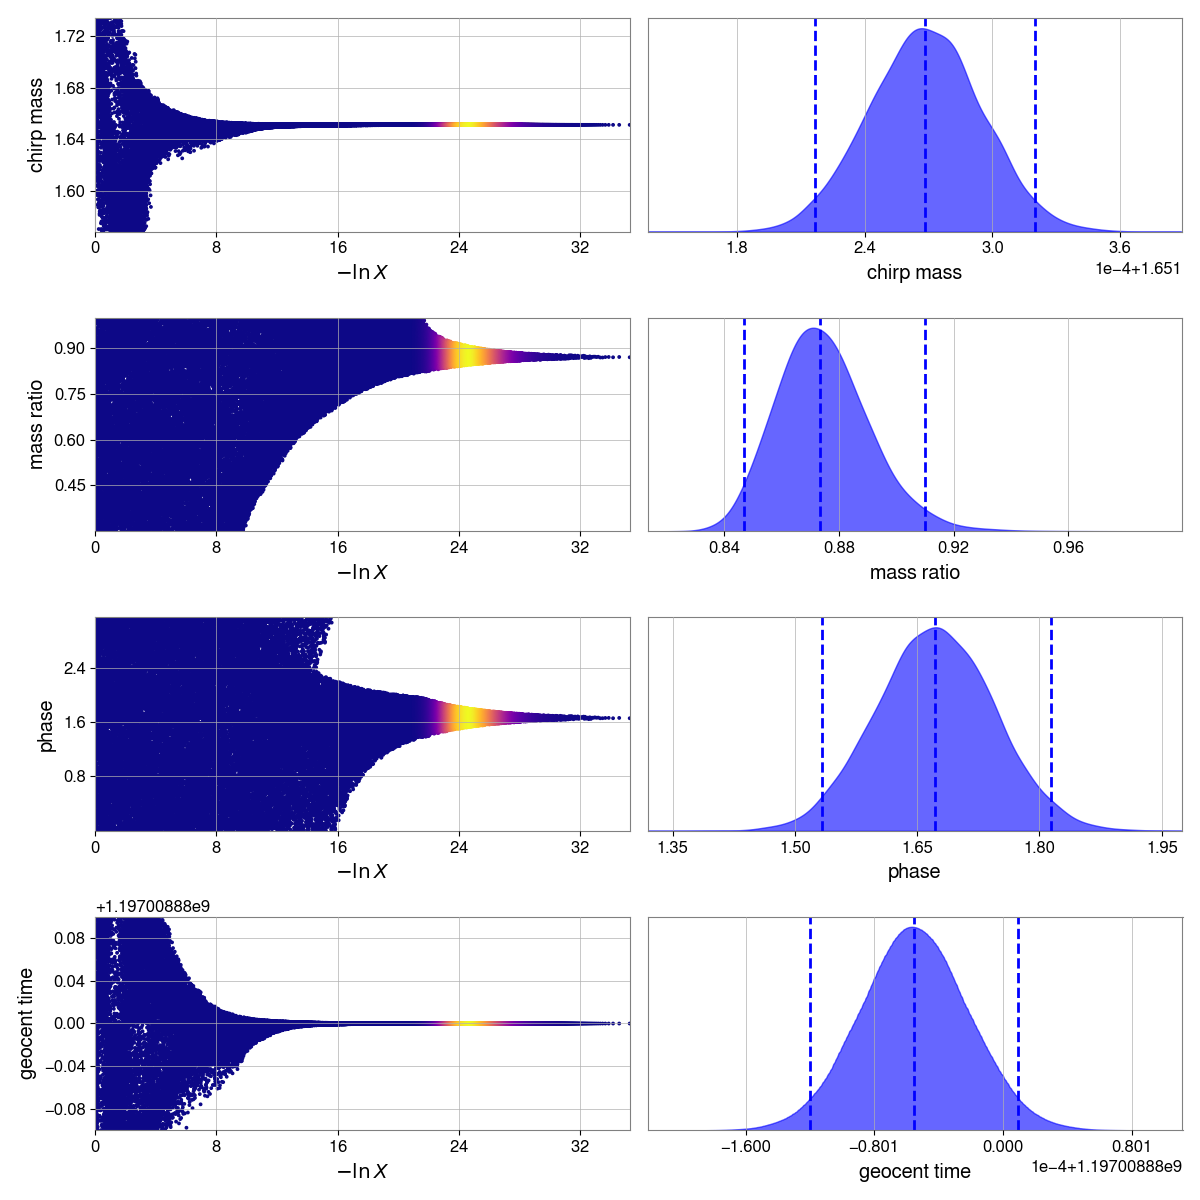 1.72
1.68
1.64
1.60
chirp mass
0 8 16 24 32
−ln X
1.8 2.4 3.0 3.6
chirp mass
1e−4+1.651
0.90
0.75
0.60
0.45
mass ratio
0 8 16 24 32
−ln X
0.84 0.88 0.92 0.96
mass ratio
2.4
1.6
0.8
phase
0 8 16 24 32
−ln X
1.35 1.50 1.65 1.80 1.95
phase
+1.19700888e9
0.08
0.04
0.00
−0.04
−0.08
geocent time
0 8 16 24 32
−ln X
−1.600 −0.801 0.000 0.801
geocent time
1e−4+1.19700888e9